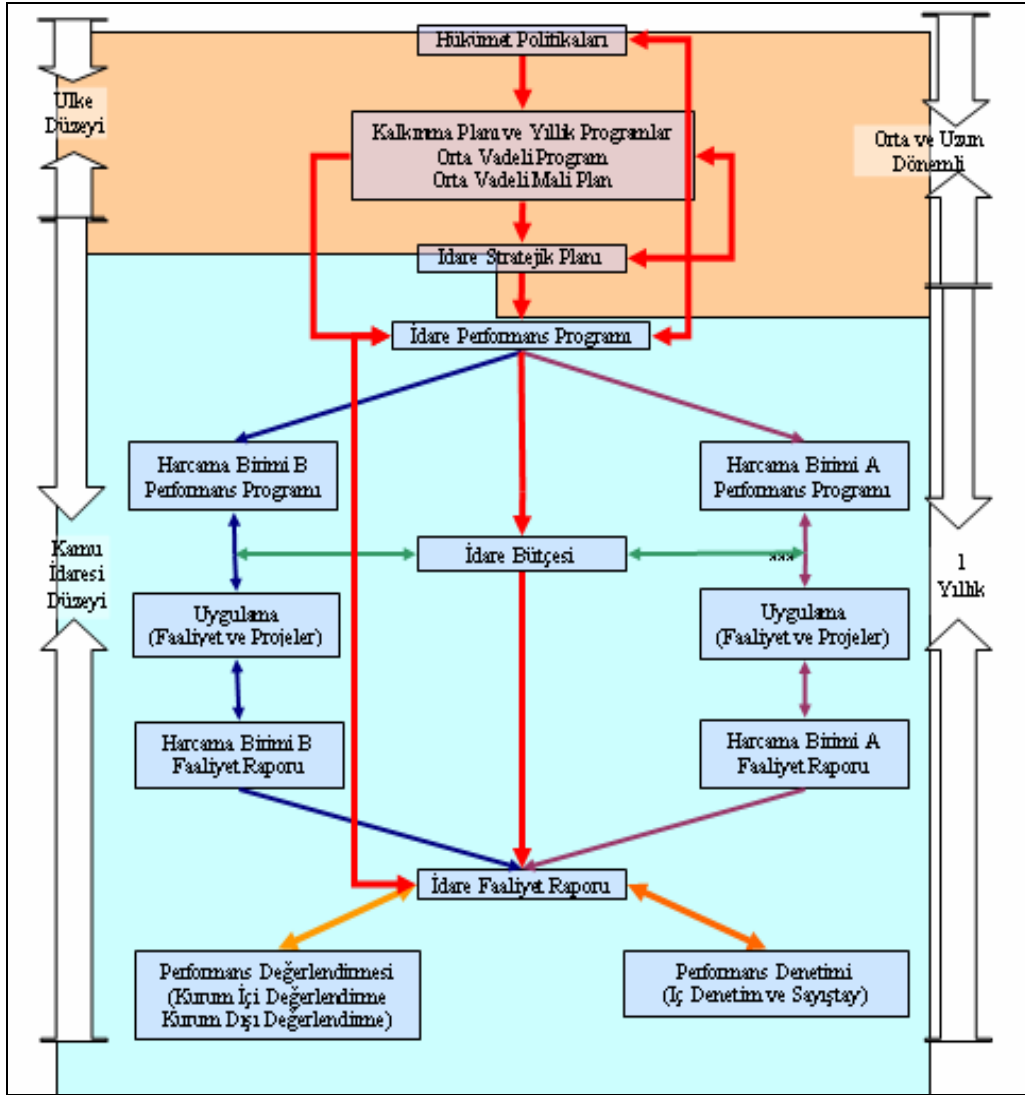 Hükümet Politikaları
Ülke
Düzeyi
Kalkınma Planı ve Yıllık Programlar
Orta Vadeli Program
Orta Vadeli Mali Plan
Orta ve Uzun
Dönemli
İdare Stratejik Planı
İdare Performans Programı
Harcama Birimi B
Performans Programı
Harcama Birimi A
Performans Programı
Kamu
İdaresi
Düzeyi
İdare Bütçesi
aaa
1
Yıllık
Uygulama
(Faaliyet ve Projeler)
Uygulama
(Faaliyet ve Projeler)
Harcama Birimi B
Faaliyet Raporu
Harcama Birimi A
Faaliyet Raporu
İdare Faaliyet Raporu
Performans Değerlendirmesi
(Kurum İçi Değerlendirme
Kurum Dışı Değerlendirme)
Performans Denetimi
(İç Denetim ve Sayıştay)